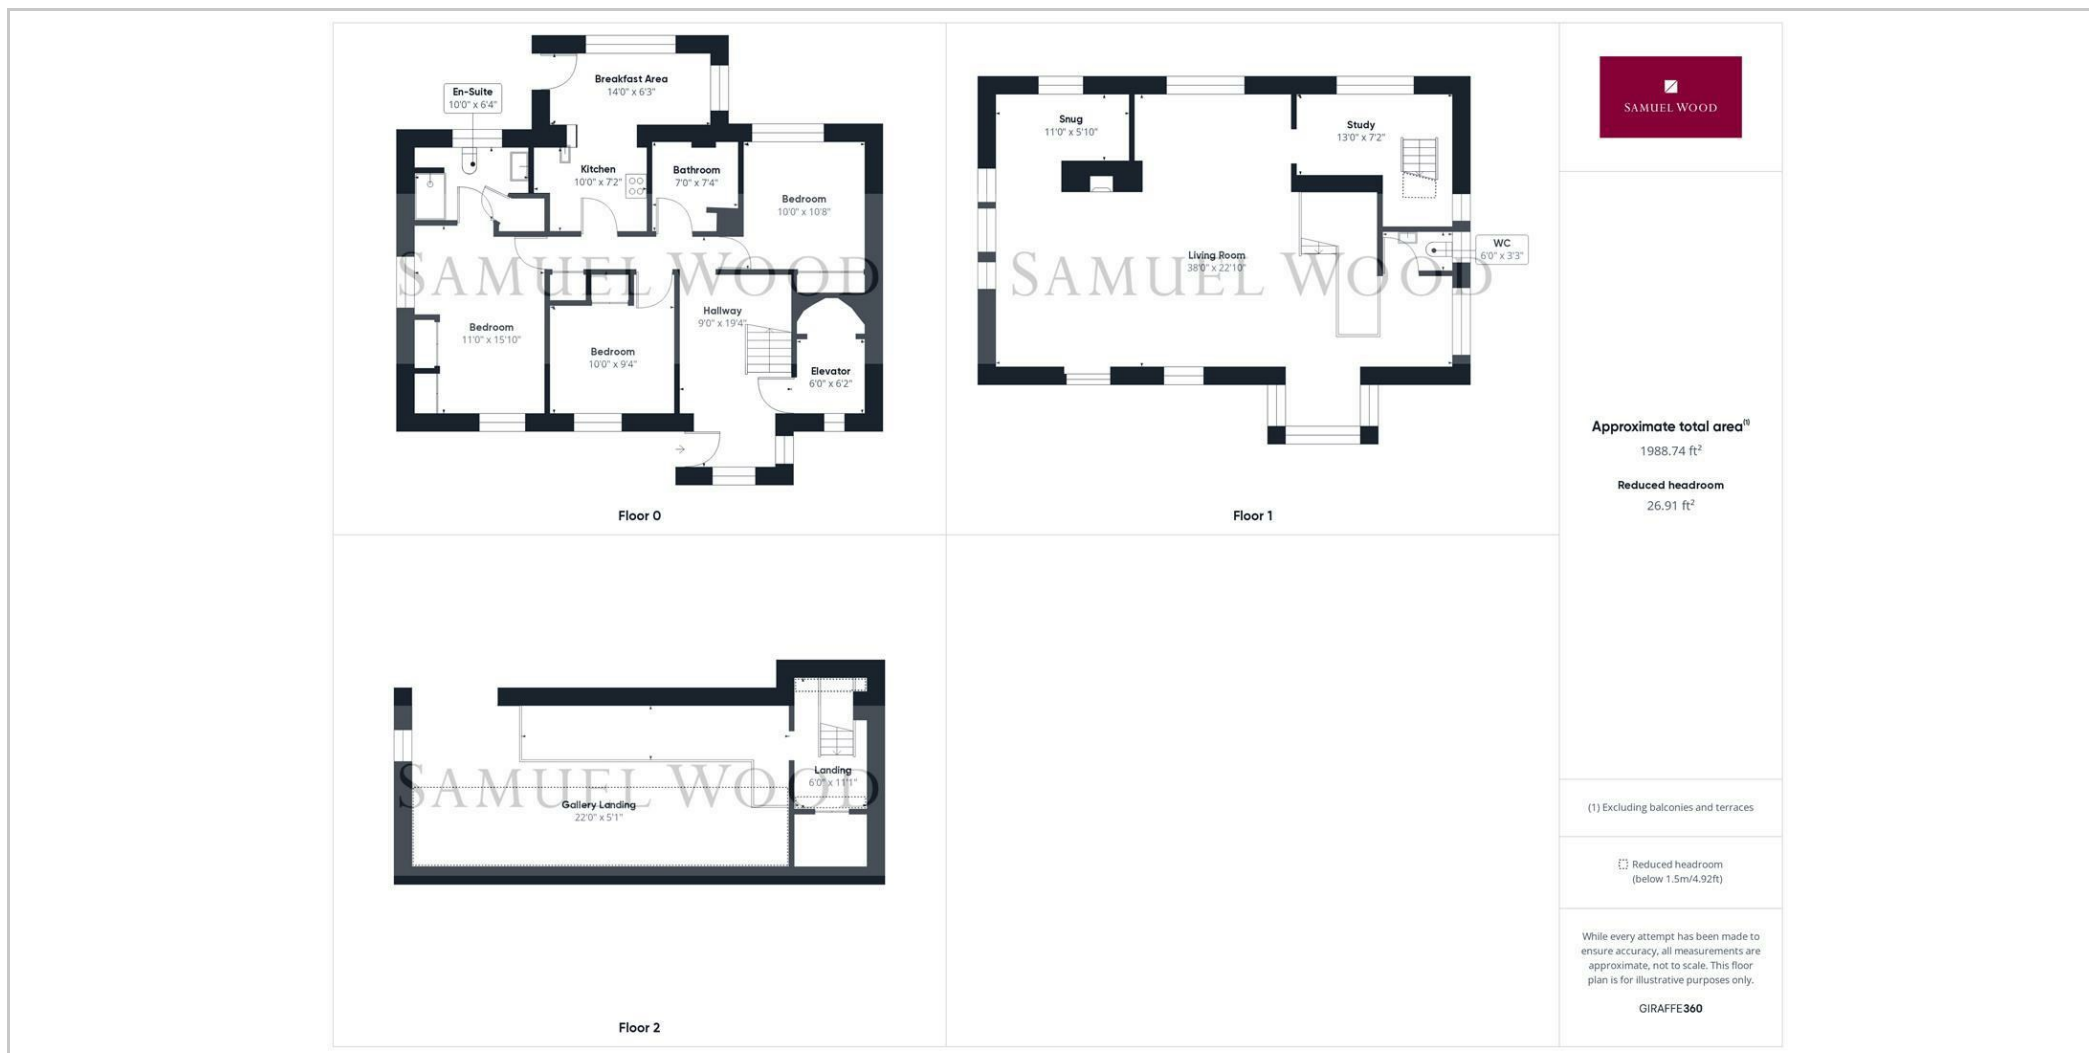 Breakfast Area
14'0" x 6'3"
En-Suite
10'0" x 6'4"
Kitchen
10'0" x 7'2"
Bathroom
7'0" x 7'4"
Bedroom
10'0" x 10'8"
SAMUEL WOOD
Bedroom
11'0" x 15'10"
Hallway
9'0" x 19'4"
Bedroom
10'0" x 9'4"
Elevator
6'0" x 6'2"
Floor 0
Snug
11'0" x 5'10"
Study
13'0" x 7'2"
WC
6'0" x 3'3"
Living Room
38'0" x 22'10"
SAMUEL WOOD
Floor 1
Landing
6'0" x 11'1"
SAMUEL WOOD
Gallery Landing
22'0" x 5'1"
Floor 2
SAMUEL WOOD
Approximate total area(1)
1988.74 ft²
Reduced headroom
26.91 ft²
(1) Excluding balconies and terraces
Reduced headroom
(below 1.5m/4.92ft)
While every attempt has been made to
ensure accuracy, all measurements are
approximate, not to scale. This floor
plan is for illustrative purposes only.
GIRAFFE360